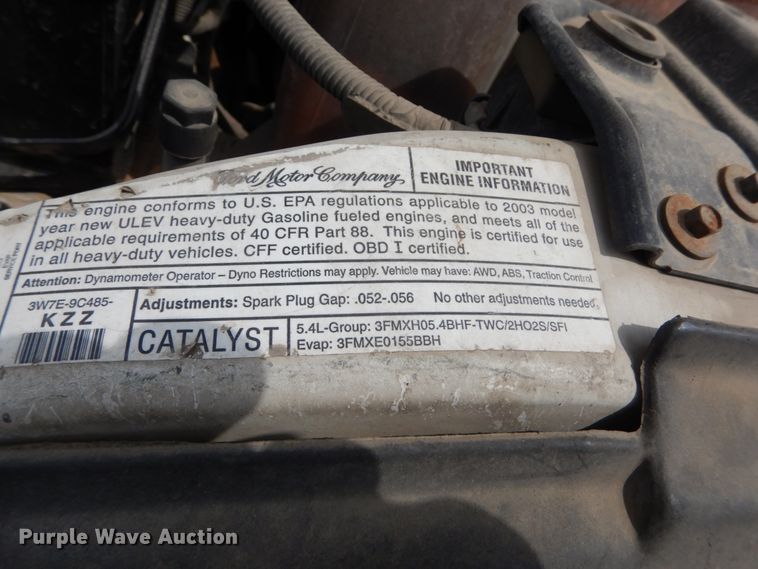 Ford Motor Company
IMPORTANT
ENGINE INFORMATION
This engine conforms to U.S. EPA regulations applicable to 2003 model
year new ULEV heavy-duty Gasoline fueled engines, and meets all of the
applicable requirements of 40 CFR Part 88. This engine is certified for use
in all heavy-duty vehicles. CFF certified. OBD I certified.
Attention: Dynamometer Operator – Dyno Restrictions may apply. Vehicle may have: AWD, ABS, Traction Control
3W7E-9C485-
KZZ
Adjustments: Spark Plug Gap: .052-.056 No other adjustments needed.
CATALYST
5.4L-Group: 3FMXH05.4BHF-TWC/2HO2S/SFI
Evap: 3FMXE0155BBH
Purple Wave Auction